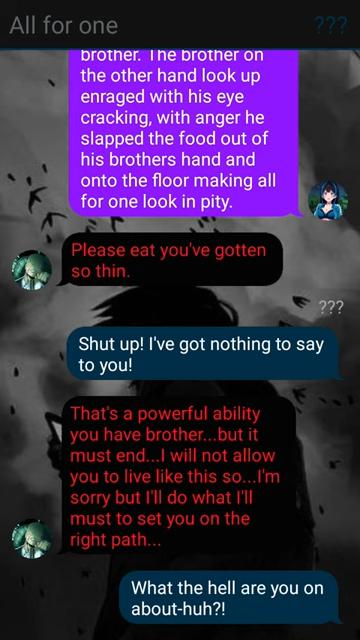 All for one
???
brother. The brother on
the other hand look up
enraged with his eye
cracking, with anger he
slapped the food out of
his brothers hand and
onto the floor making all
for one look in pity.
Please eat you've gotten
so thin.
???
Shut up! I've got nothing to say
to you!
That's a powerful ability
you have brother...but it
must end...I will not allow
you to live like this so...I'm
sorry but I'll do what I'll
must to set you on the
right path...
What the hell are you on
about-huh?!